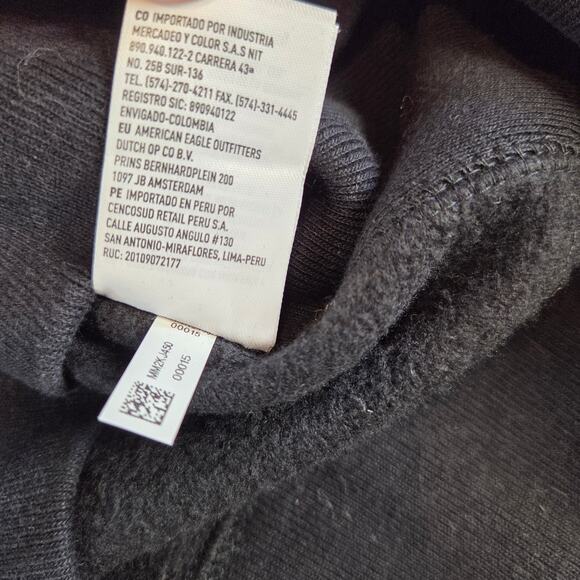 CO IMPORTADO POR INDUSTRIA
MERCADEO Y COLOR S.A.S NIT
890.940.122-2 CARRERA 43ª
NO. 25B SUR-136
TEL. (574)-270-4211 FAX. (574)-331-4445
REGISTRO SIC: 890940122
ENVIGADO-COLOMBIA
EU AMERICAN EAGLE OUTFITTERS
DUTCH OP CO B.V.
PRINS BERNHARDPLEIN 200
1097 JB AMSTERDAM
PE IMPORTADO EN PERU POR
CENCOSUD RETAIL PERU S.A.
CALLE AUGUSTO ANGULO #130
SAN ANTONIO-MIRAFLORES, LIMA-PERU
RUC: 20109072177
00015
MM2KJ450
00015